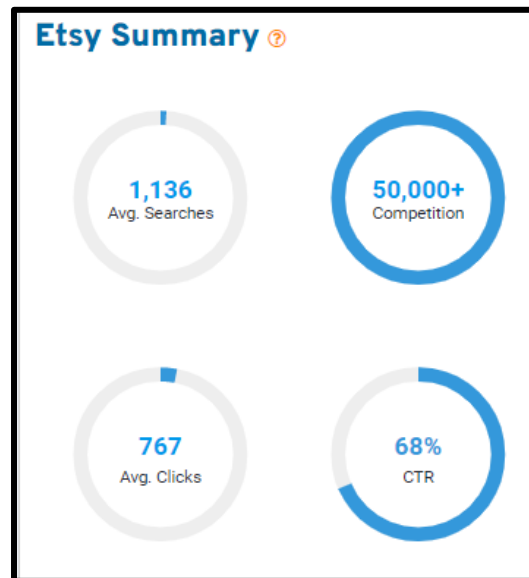 Etsy Summary ?
1,136
Avg. Searches
50,000+
Competition
767
Avg. Clicks
68%
CTR